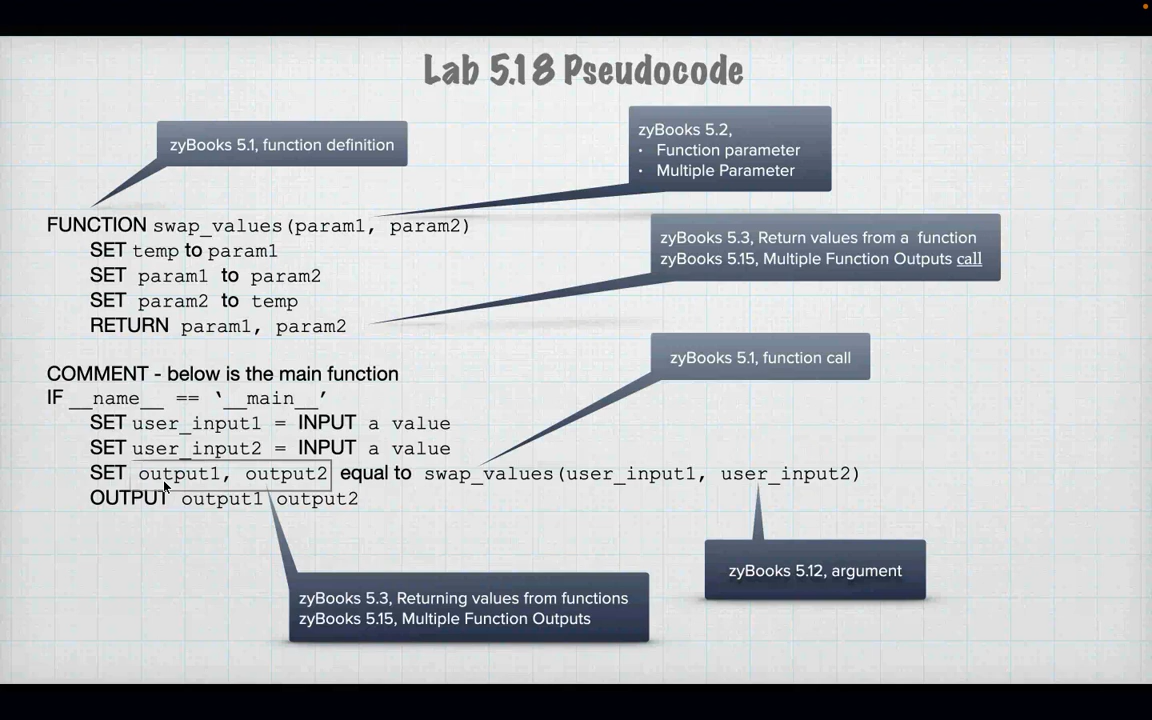 Lab 5.18 Pseudocode
zyBooks 5.1, function definition
zyBooks 5.2,
• Function parameter
• Multiple Parameter
FUNCTION swap_values(param1, param2)
SET temp to param1
SET param1 to param2
SET param2 to temp
RETURN param1, param2
zyBooks 5.3, Return values from a function
zyBooks 5.15, Multiple Function Outputs call
zyBooks 5.1, function call
COMMENT - below is the main function
IF __name__ == ‘__main__’
SET user_input1 = INPUT a value
SET user_input2 = INPUT a value
SET output1, output2 equal to swap_values(user_input1, user_input2)
OUTPUT output1 output2
zyBooks 5.12, argument
zyBooks 5.3, Returning values from functions
zyBooks 5.15, Multiple Function Outputs